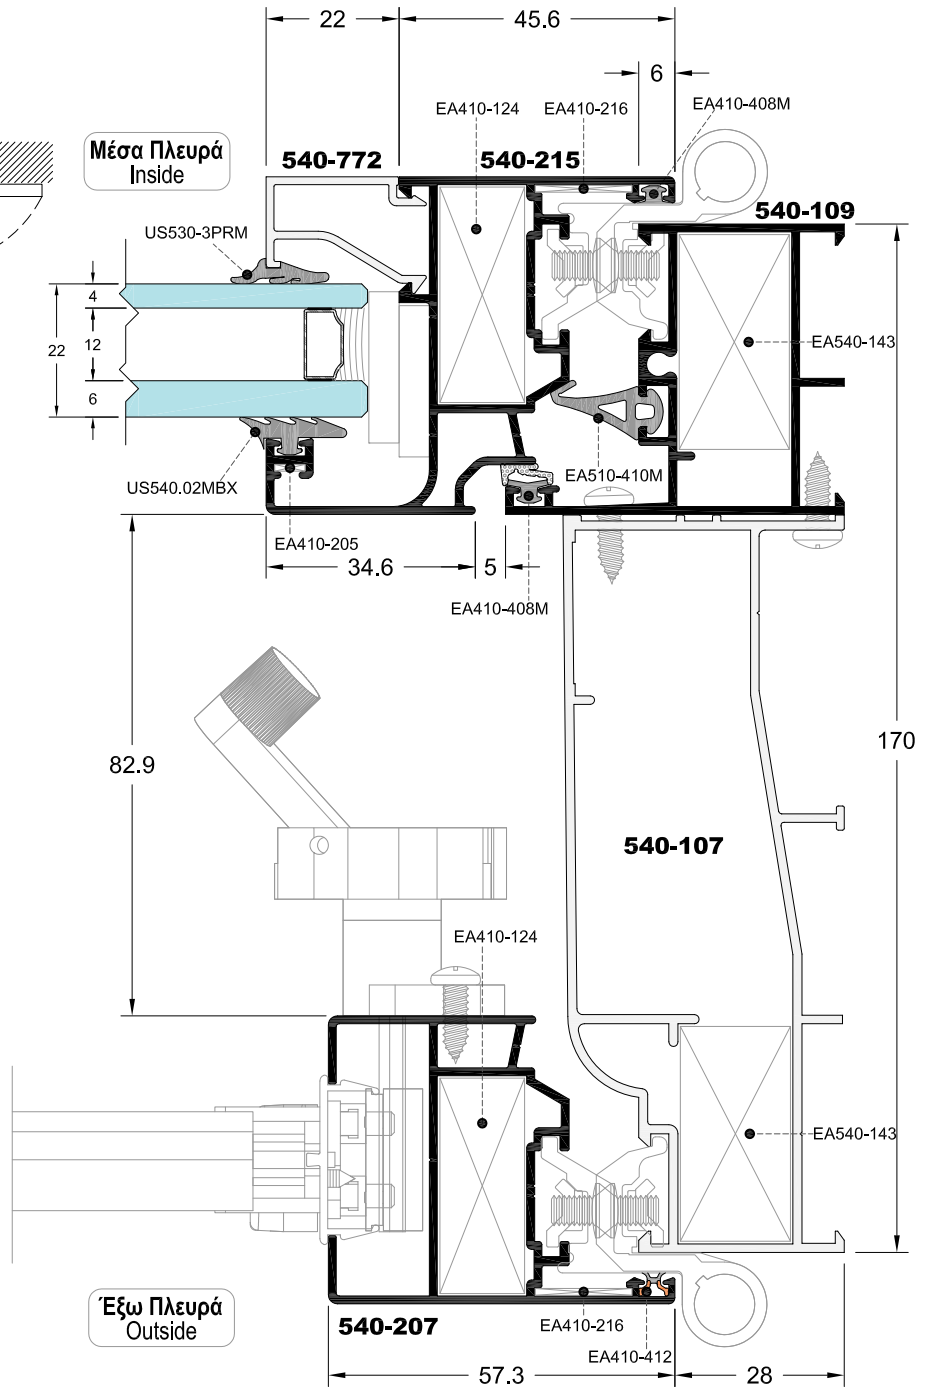 22
45.6
6
EA410-124
EA410-216
EA410-408M
Μέσα Πλευρά
Inside
540-772
540-215
540-109
US530-3PRM
4
22
12
6
EA540-143
US540.02MBX
EA510-410M
EA410-205
34.6
5
EA410-408M
82.9
170
540-107
EA410-124
EA540-143
Έξω Πλευρά
Outside
540-207
EA410-216
EA410-412
57.3
28